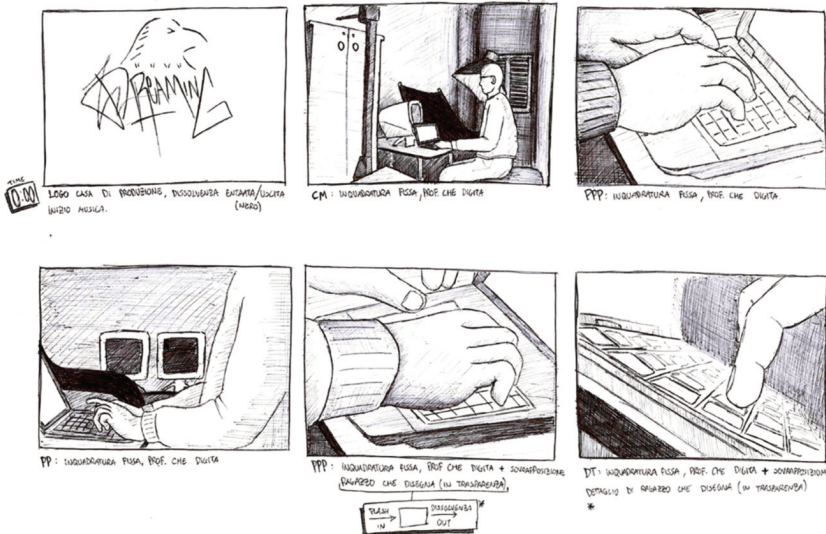 DREAMING
TIME
0:00
LOGO CASA DI PRODUZIONE, DISSOLVENZA ENTRATA/USCITA
INIZIO MUSICA. (NERO)
CM: INQUADRATURA FISSA, PROF. CHE DIGITA
PPP: INQUADRATURA FISSA, PROF. CHE DIGITA.
PP: INQUADRATURA FISSA, PROF. CHE DIGITA
PPP: INQUADRATURA FISSA, PROF CHE DIGITA + SOVRAPPOSIZIONE
RAGAZZO CHE DISEGNA (IN TRASPARENZA)
FLASH IN
DISSOLVENZA OUT
*
DT: INQUADRATURA FISSA, PROF. CHE DIGITA + SOVRAPPOSIZION
DETTAGLIO DI RAGAZZO CHE DISEGNA (IN TRASPARENZA)
*